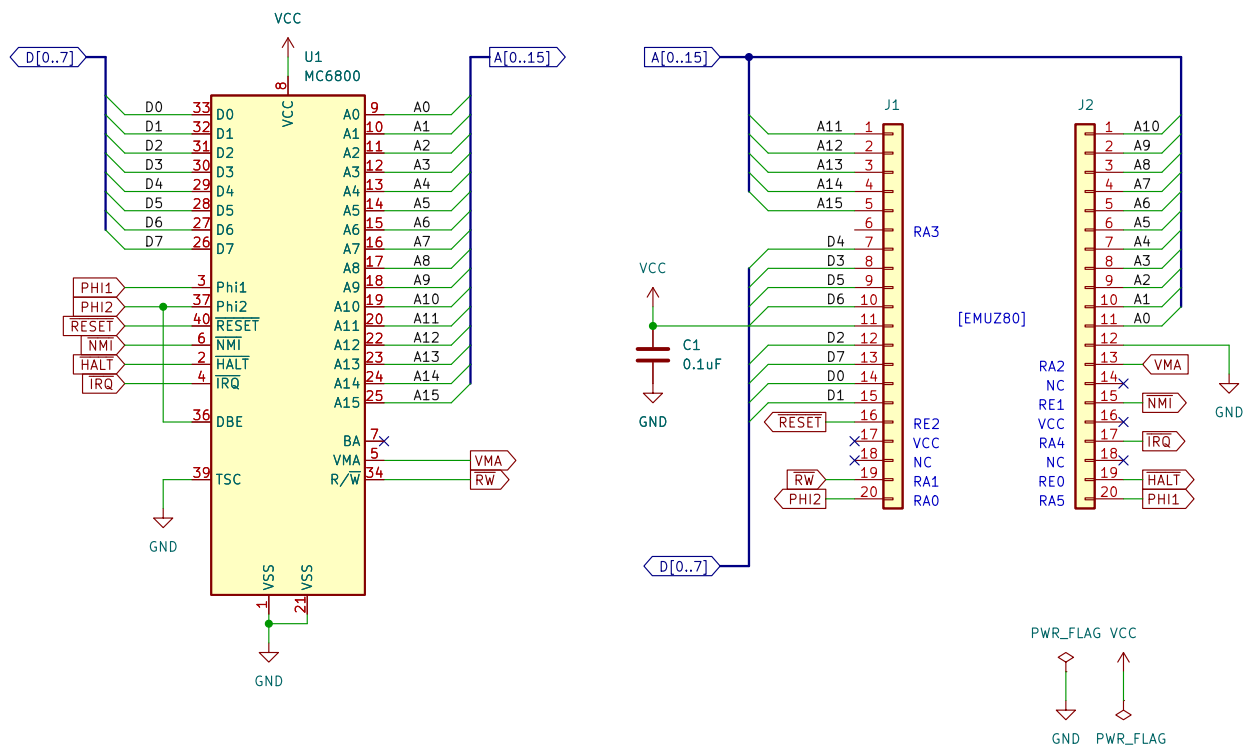 VCC
D[0..7]
U1
MC6800
A[0..15]
8
VCC
D0 33 D0
D1 32 D1
D2 31 D2
D3 30 D3
D4 29 D4
D5 28 D5
D6 27 D6
D7 26 D7
PHI1 3 Phi1
PHI2 37 Phi2
RESET 40 RESET
NMI 6 NMI
HALT 2 HALT
IRQ 4 IRQ
36 DBE
39 TSC
GND
A0 9 A0
A1 10 A1
A2 11 A2
A3 12 A3
A4 13 A4
A5 14 A5
A6 15 A6
A7 16 A7
A8 17 A8
A9 18 A9
A10 19 A10
A11 20 A11
A12 22 A12
A13 23 A13
A14 24 A14
A15 25 A15
BA 7
VMA 5 VMA
R/W 34 RW
VSS VSS
1 21
GND
A[0..15]
J1
A11 1
A12 2
A13 3
A14 4
A15 5
6 RA3
D4 7
D3 8
D5 9
D6 10
11
D2 12
D7 13
D0 14
D1 15
RESET 16 RE2
17 VCC
18 NC
RW 19 RA1
PHI2 20 RA0
VCC
C1
0.1uF
GND
D[0..7]
[EMUZ80]
J2
1 A10
2 A9
3 A8
4 A7
5 A6
6 A5
7 A4
8 A3
9 A2
10 A1
11 A0
12
RA2 13 VMA
NC 14
RE1 15 NMI
VCC 16
RA4 17 IRQ
NC 18
RE0 19 HALT
RA5 20 PHI1
GND
PWR_FLAG VCC
GND PWR_FLAG